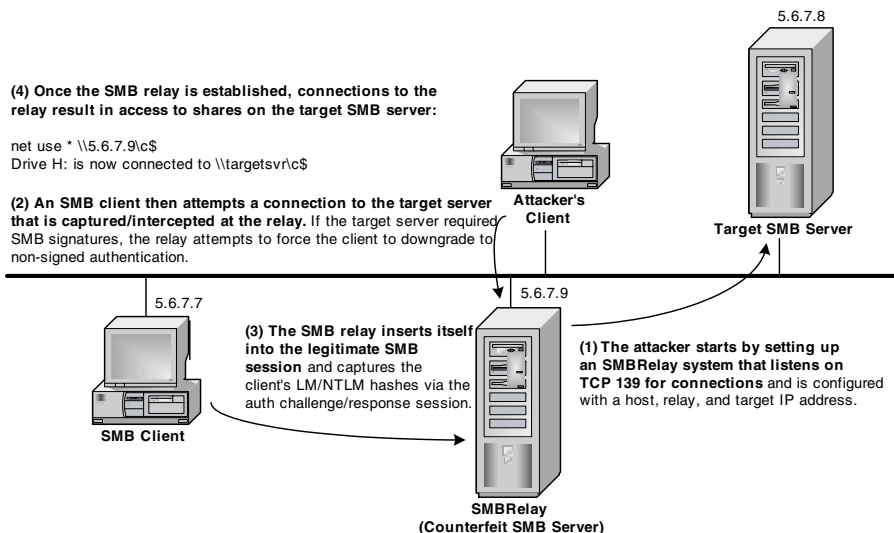 5.6.7.8
(4) Once the SMB relay is established, connections to the
relay result in access to shares on the target SMB server:
net use * \\5.6.7.9\c$
Drive H: is now connected to \\targetsvr\c$
(2) An SMB client then attempts a connection to the target server
that is captured/intercepted at the relay. If the target server required
SMB signatures, the relay attempts to force the client to downgrade to
non-signed authentication.
Attacker's
Client
Target SMB Server
5.6.7.7
5.6.7.9
(3) The SMB relay inserts itself
into the legitimate SMB
session and captures the
client's LM/NTLM hashes via the
auth challenge/response session.
(1) The attacker starts by setting up
an SMBRelay system that listens on
TCP 139 for connections and is configured
with a host, relay, and target IP address.
SMB Client
SMBRelay
(Counterfeit SMB Server)